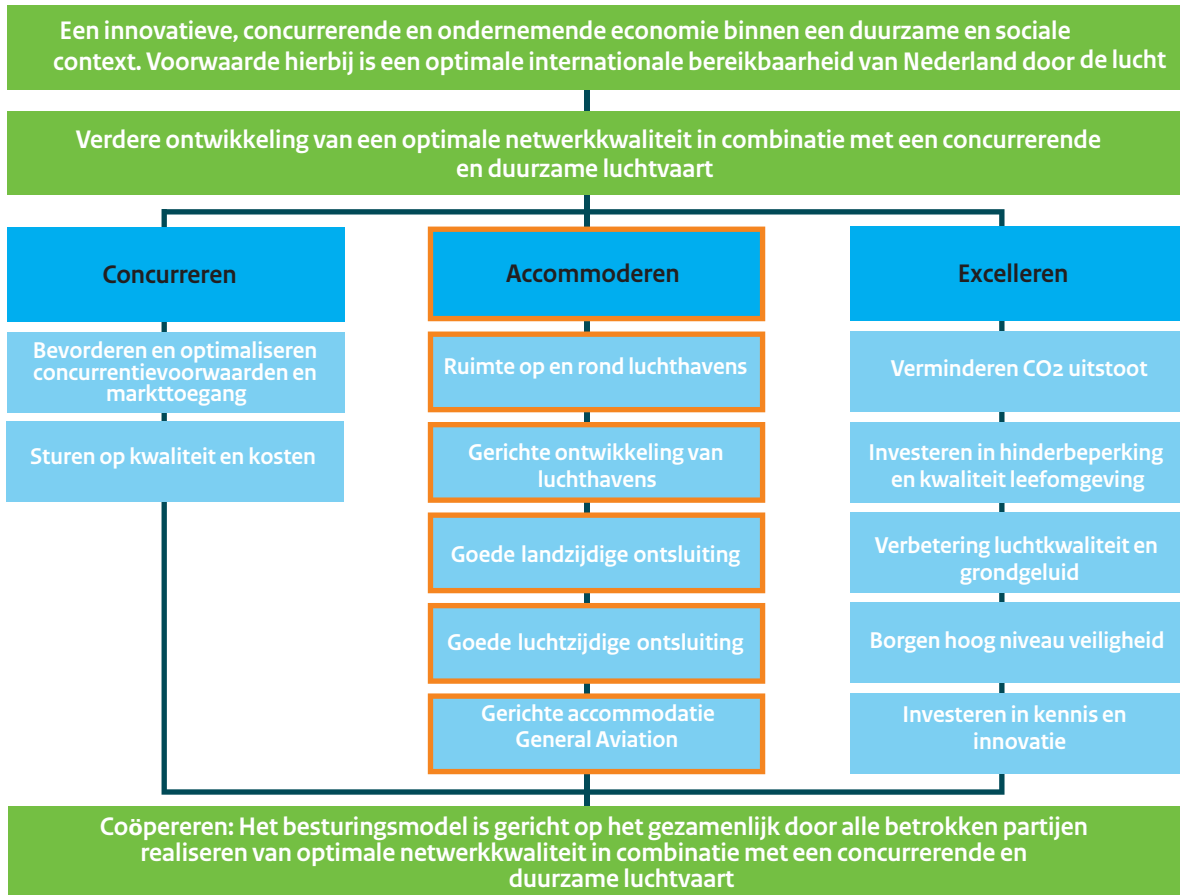 Een innovatieve, concurrerende en ondernemende economie binnen een duurzame en sociale
context. Voorwaarde hierbij is een optimale internationale bereikbaarheid van Nederland door de lucht
Verdere ontwikkeling van een optimale netwerkkwaliteit in combinatie met een concurrerende
en duurzame luchtvaart
Concurreren
Bevorderen en optimaliseren
concurrentievoorwaarden en
markttoegang
Sturen op kwaliteit en kosten
Accommoderen
Ruimte op en rond luchthavens
Gerichte ontwikkeling van
luchthavens
Goede landzijdige ontsluiting
Goede luchtzijdige ontsluiting
Gerichte accommodatie
General Aviation
Excelleren
Verminderen CO2 uitstoot
Investeren in hinderbeperking
en kwaliteit leefomgeving
Verbetering luchtkwaliteit en
grondgeluid
Borgen hoog niveau veiligheid
Investeren in kennis en
innovatie
Coöpereren: Het besturingsmodel is gericht op het gezamenlijk door alle betrokken partijen
realiseren van optimale netwerkkwaliteit in combinatie met een concurrerende en
duurzame luchtvaart